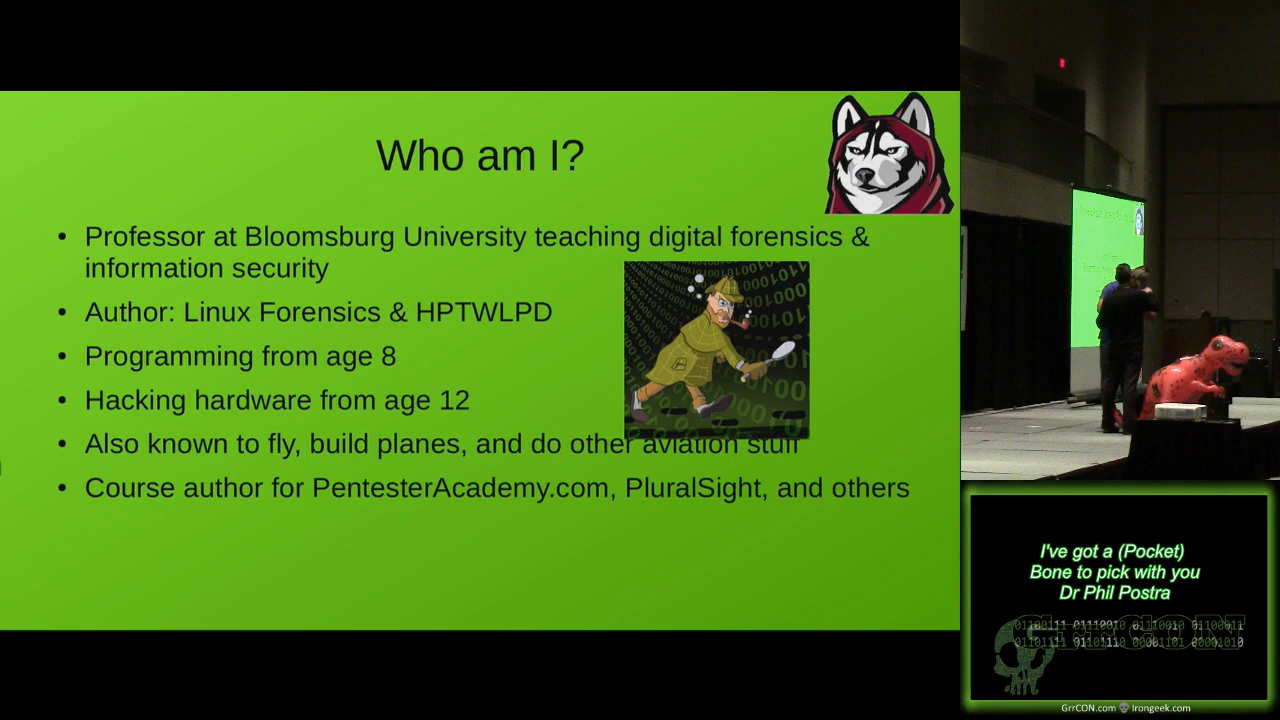 Who am I?
• Professor at Bloomsburg University teaching digital forensics &
information security
• Author: Linux Forensics & HPTWLPD
• Programming from age 8
• Hacking hardware from age 12
• Also known to fly, build planes, and do other aviation stuff
• Course author for PentesterAcademy.com, PluralSight, and others
I've got a (Pocket)
Bone to pick with you
Dr Phil Postra
GrrCON
GrrCON.com Irongeek.com